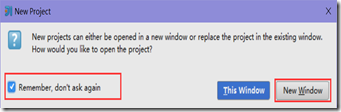 New Project
New projects can either be opened in a new window or replace the project in the existing window.
How would you like to open the project?
Remember, don't ask again
This Window
New Window